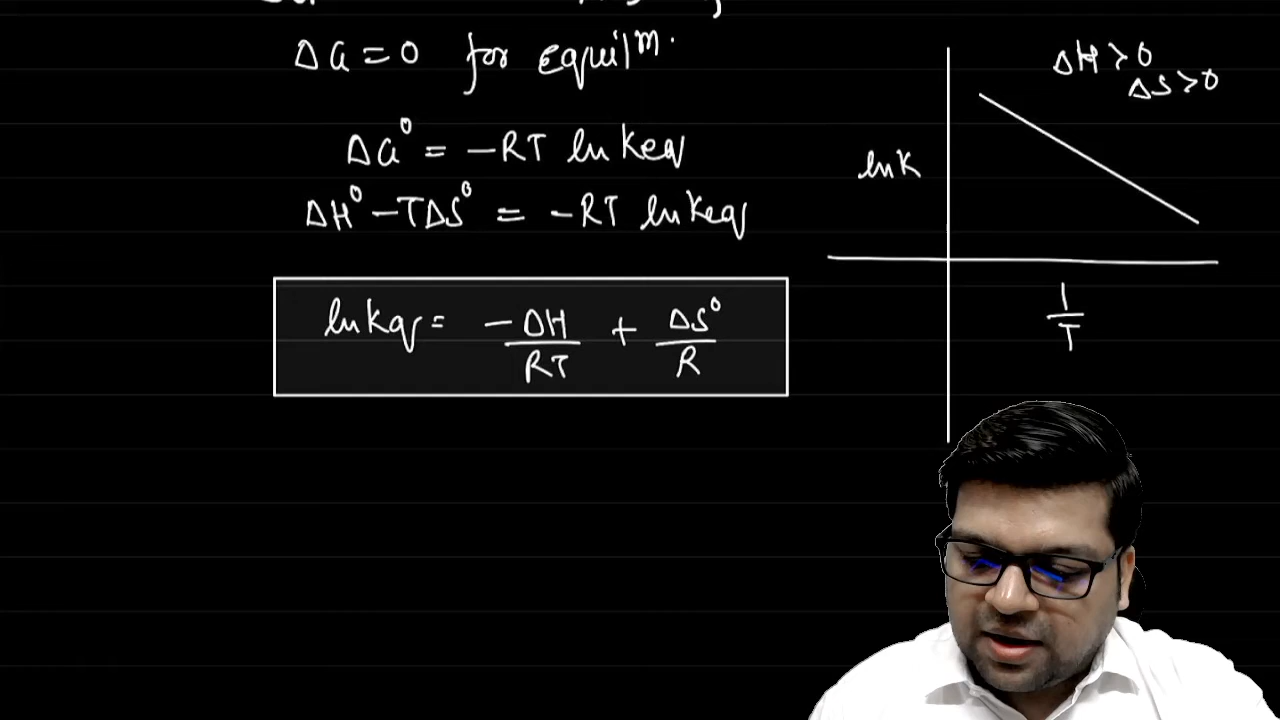 ΔG = 0 for equilm.
ΔG° = -RT ln Keq
ΔH° - TΔS° = -RT ln Keq
ln Kq = -ΔH/RT + ΔS°/R
ΔH > 0
ΔS > 0
ln K
1/T